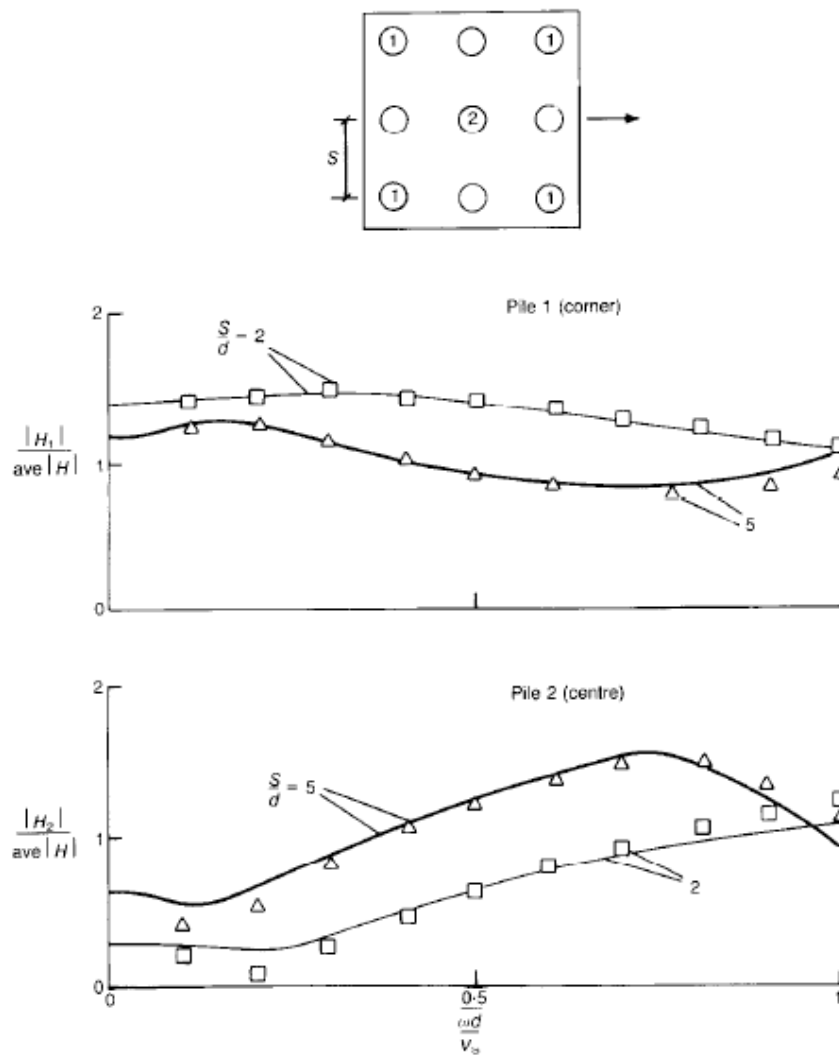 1 1
2
S
1 1
2
Pile 1 (corner)
S/d – 2
|H₁|/ave |H|
1
5
0
2
Pile 2 (centre)
S/d = 5
|H₂|/ave |H|
1
2
0
0 0·5 1
ωd/Vₛ